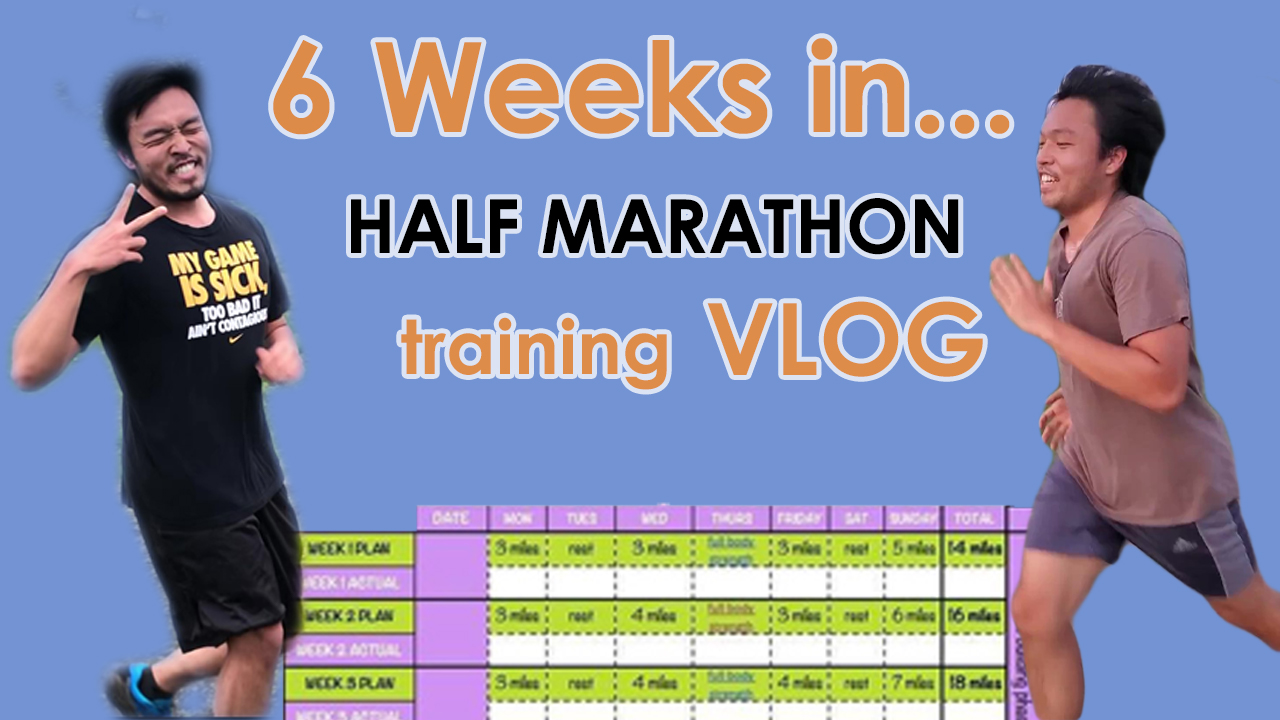 6 Weeks in...
HALF MARATHON
training VLOG
MY GAME
IS SICK,
TOO BAD IT
AIN'T CONTAGIOUS
DATE MON TUES WED THURS FRIDAY SAT SUNDAY TOTAL
WEEK 1 PLAN 3 miles rest 3 miles full body strength 3 miles rest 5 miles 14 miles
WEEK 1 ACTUAL
WEEK 2 PLAN 3 miles rest 4 miles full body strength 3 miles rest 6 miles 16 miles
WEEK 2 ACTUAL
WEEK 3 PLAN 3 miles rest 4 miles full body strength 4 miles rest 7 miles 18 miles
WEEK 3 ACTUAL
adidas